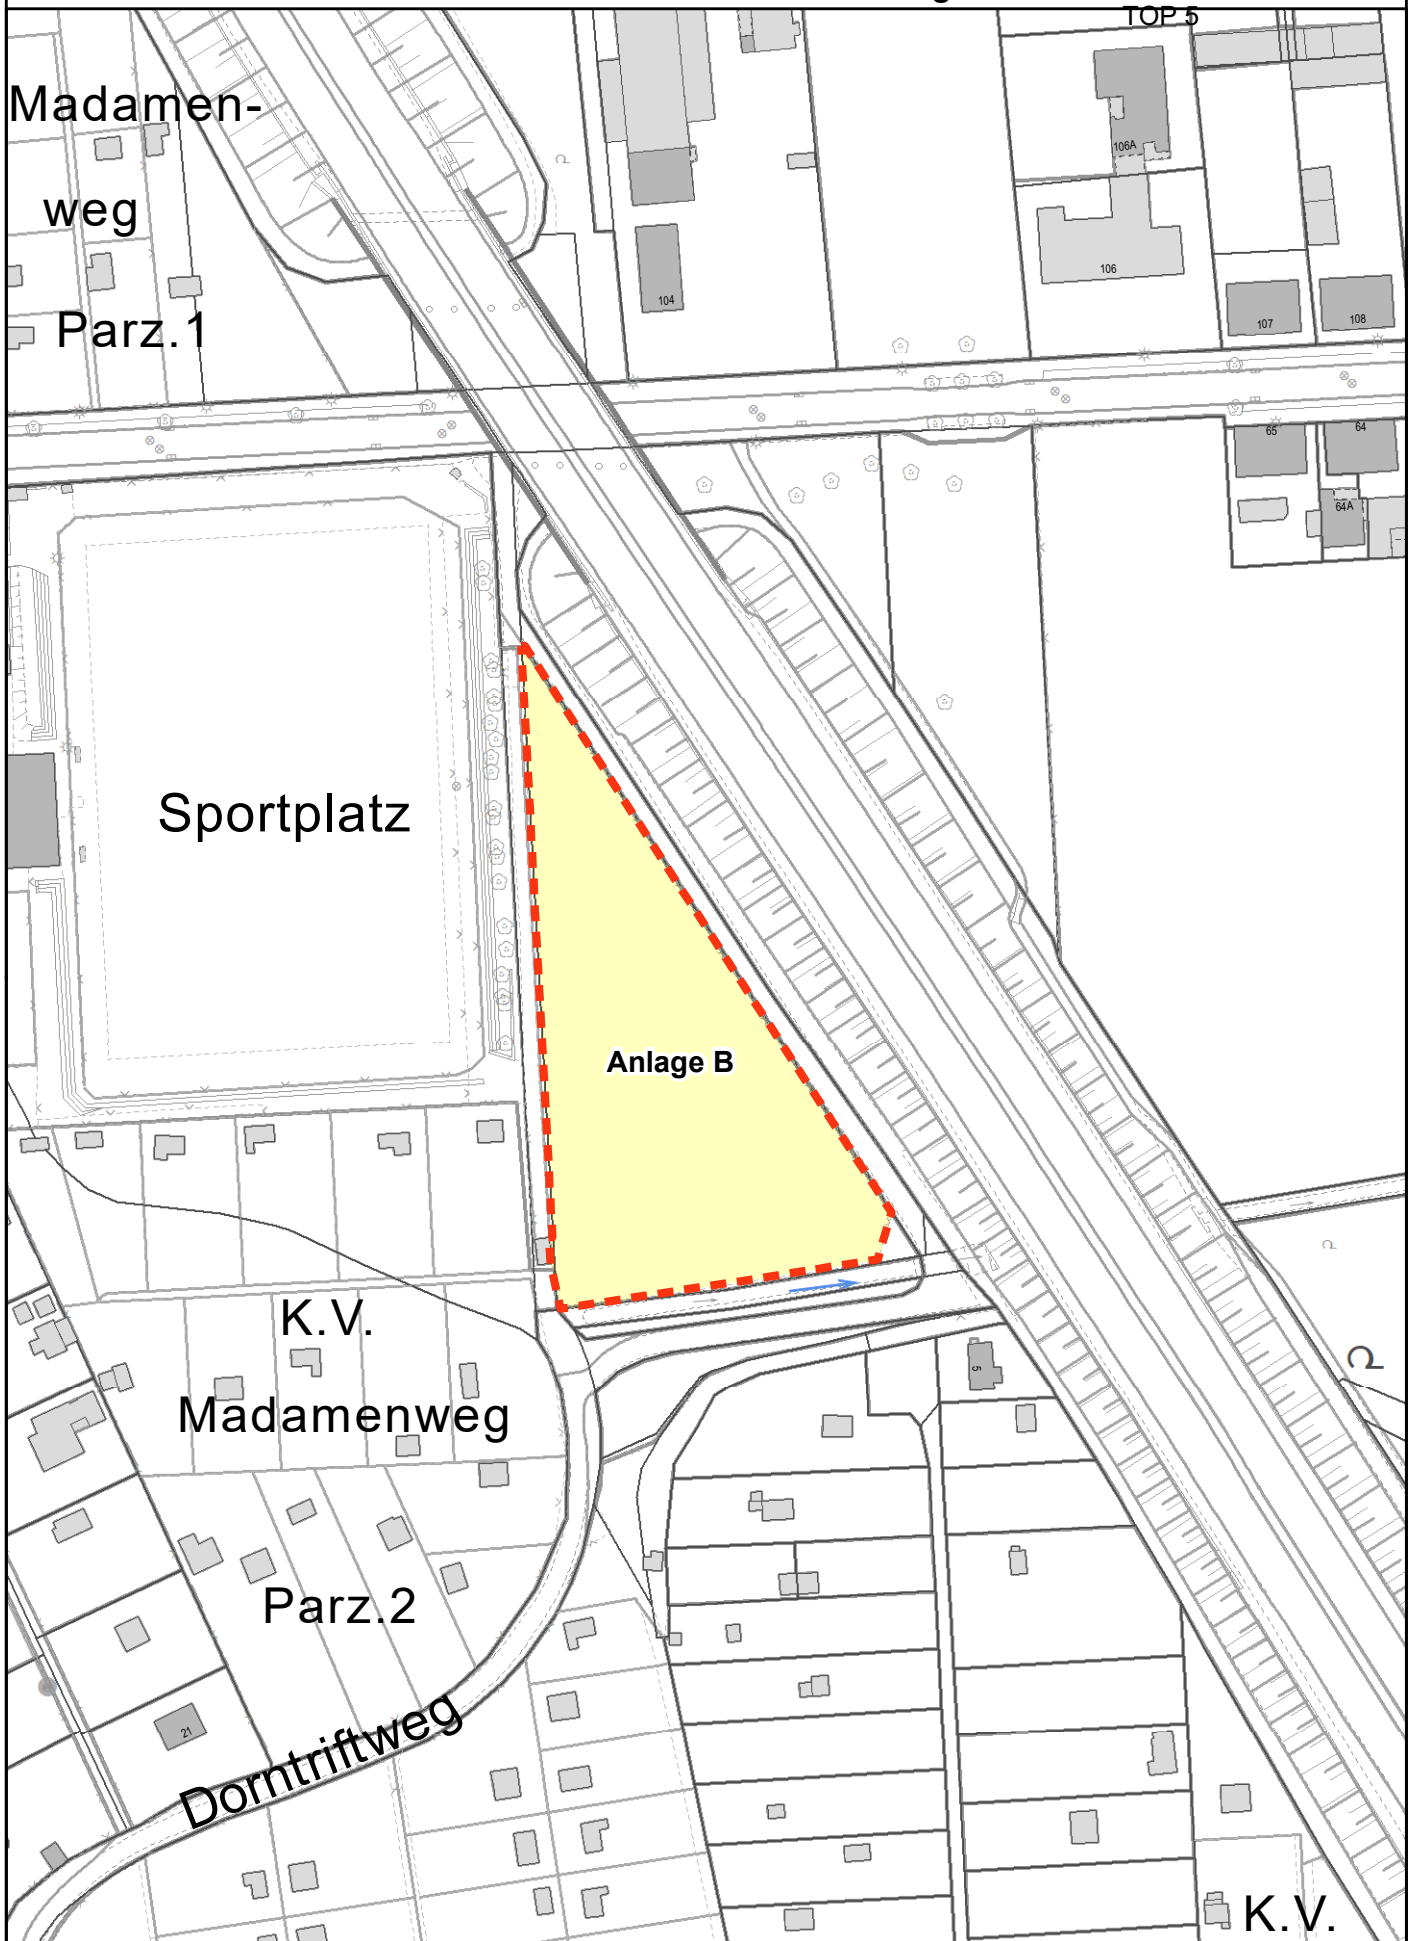 TOP 5
Madamen-
weg
Parz.1
106A
106
104
107
108
65
64
64A
Sportplatz
Anlage B
K.V.
Madamenweg
5
Parz.2
21
Dorntriftweg
K.V.